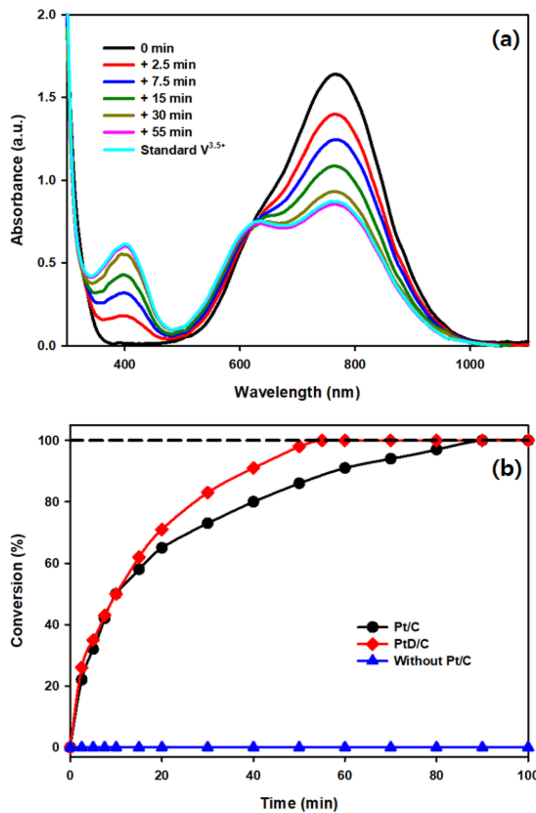 (a)
2.0
1.5
1.0
0.5
0.0
Absorbance (a.u.)
0 min
+ 2.5 min
+ 7.5 min
+ 15 min
+ 30 min
+ 55 min
Standard V3.5+
400
600
800
1000
Wavelength (nm)
(b)
100
80
60
40
20
0
Conversion (%)
Pt/C
PtD/C
Without Pt/C
0
20
40
60
80
100
Time (min)